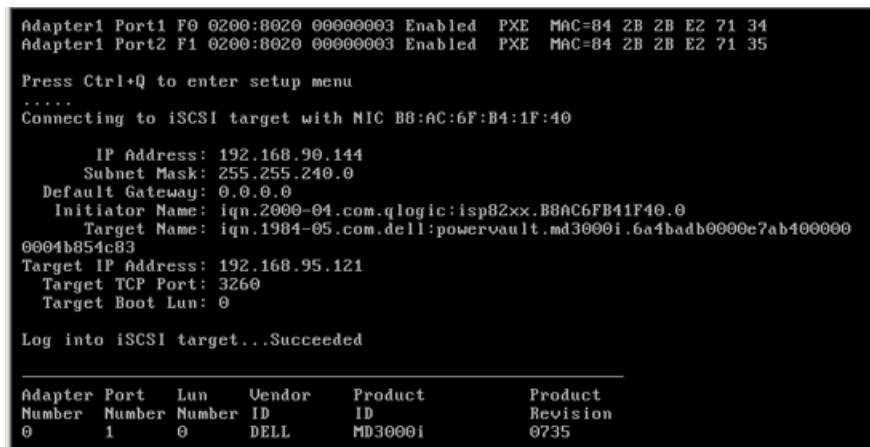 Adapter1 Port1 F0 0200:8020 00000003 Enabled PXE MAC=84 2B 2B E2 71 34
Adapter1 Port2 F1 0200:8020 00000003 Enabled PXE MAC=84 2B 2B E2 71 35
Press Ctrl+Q to enter setup menu
.....
Connecting to iSCSI target with NIC B8:AC:6F:B4:1F:40
IP Address: 192.168.90.144
Subnet Mask: 255.255.240.0
Default Gateway: 0.0.0.0
Initiator Name: iqn.2000-04.com.qlogic:isp82xx.B8AC6FB41F40.0
Target Name: iqn.1984-05.com.dell:powervault.md3000i.6a4badb0000e7ab400000
0004b854c83
Target IP Address: 192.168.95.121
Target TCP Port: 3260
Target Boot Lun: 0
Log into iSCSI target...Succeeded
Adapter Port Lun Vendor Product Product
Number Number Number ID ID Revision
0 1 0 DELL MD3000i 0735